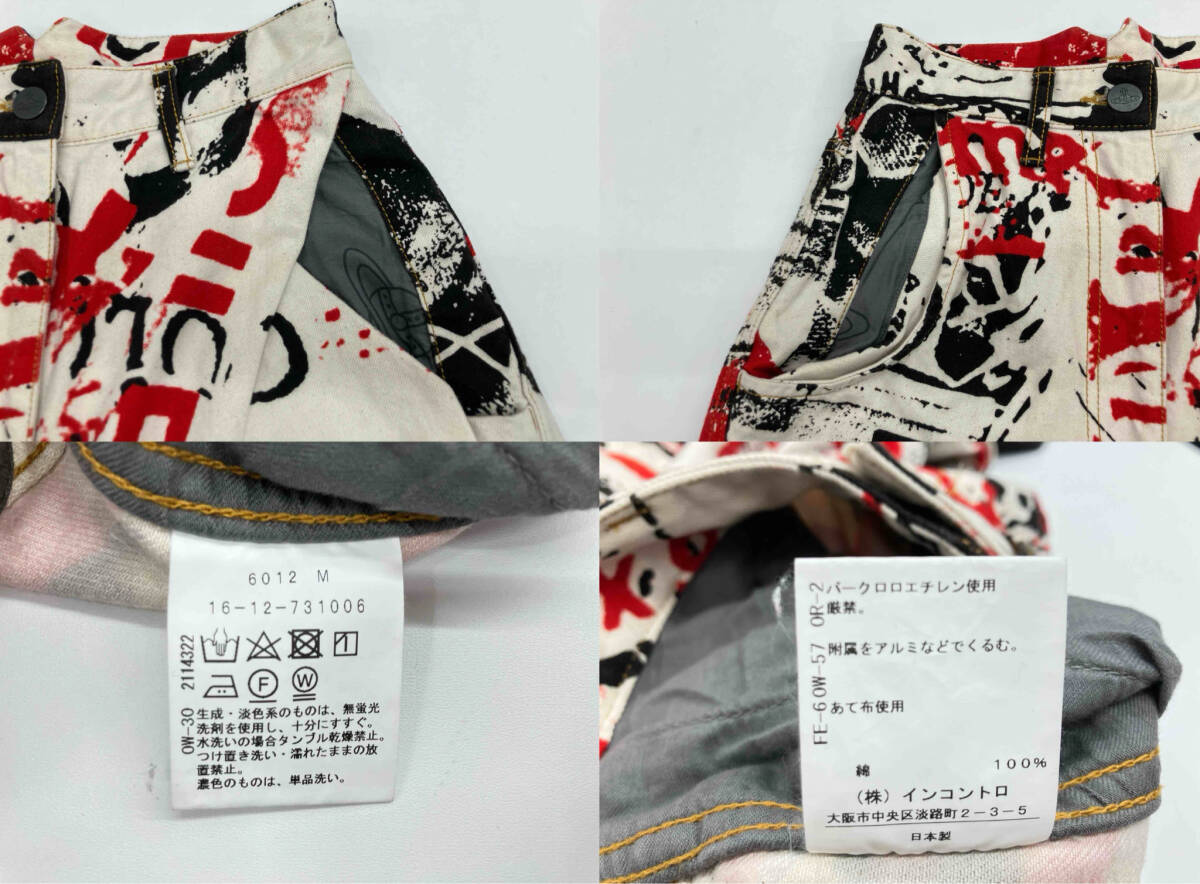 6012 M
16-12-731006
OW-30 2114322
F
W
生成・淡色系のものは、無蛍光
洗剤を使用し、十分にすすぐ。
水洗いの場合タンブル乾燥禁止。
つけ置き洗い・濡れたままの放
置禁止。
濃色のものは、単品洗い。
FE-6 OW-57 OR-2
パークロロエチレン使用
厳禁。
附属をアルミなどでくるむ。
あて布使用
綿 100%
(株) インコントロ
大阪市中央区淡路町2-3-5
日本製